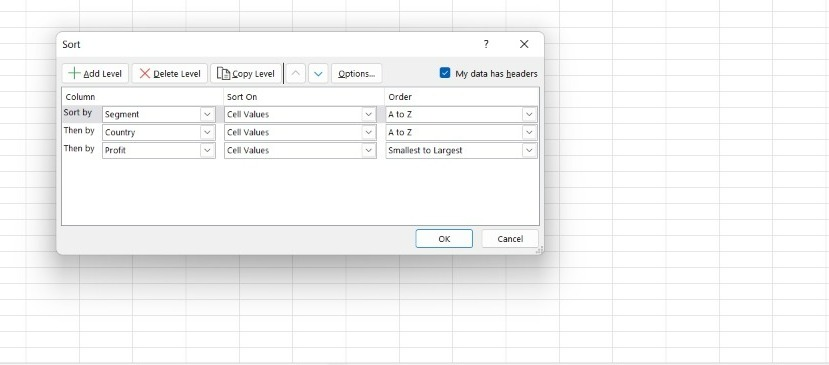 Sort ?
Add Level Delete Level Copy Level Options... My data has headers
Column Sort On Order
Sort by Segment Cell Values A to Z
Then by Country Cell Values A to Z
Then by Profit Cell Values Smallest to Largest
OK Cancel